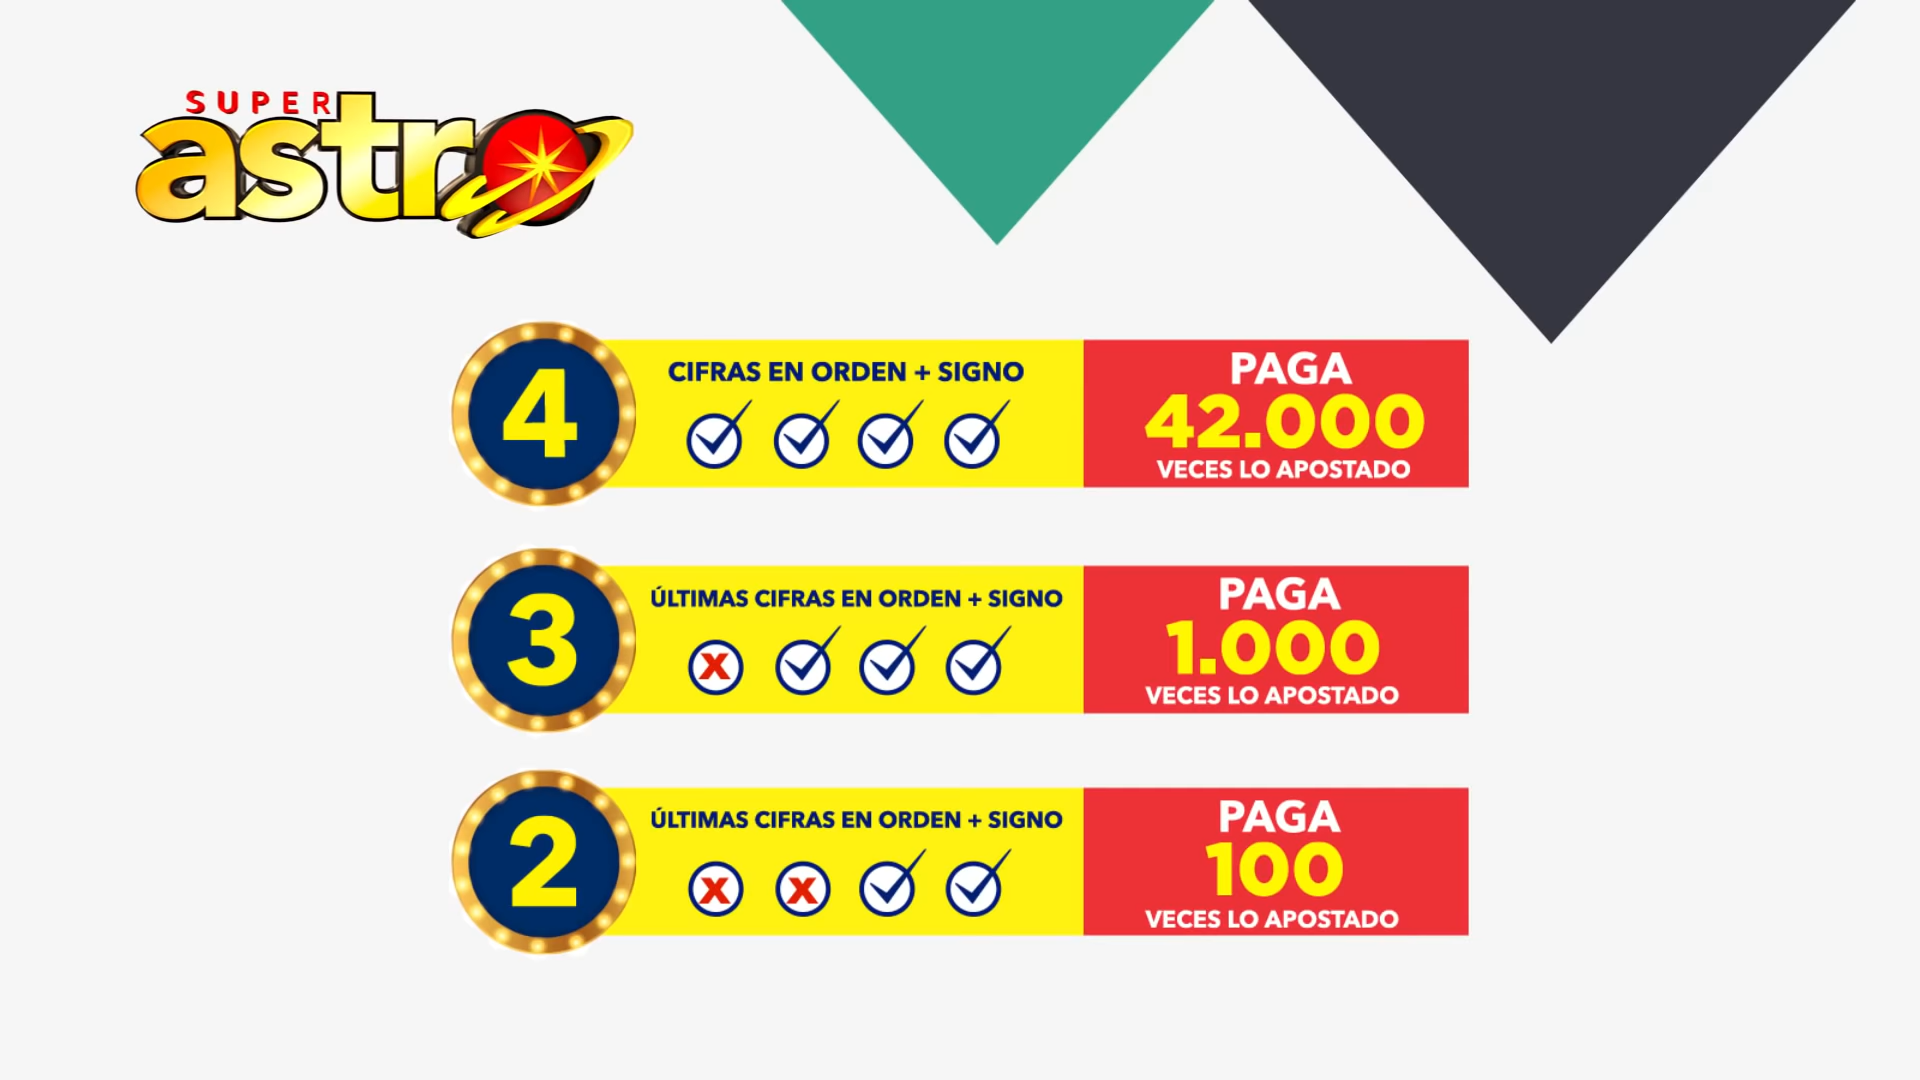 SUPER
astro
4
CIFRAS EN ORDEN + SIGNO
PAGA
42.000
VECES LO APOSTADO
3
ÚLTIMAS CIFRAS EN ORDEN + SIGNO
X
PAGA
1.000
VECES LO APOSTADO
2
ÚLTIMAS CIFRAS EN ORDEN + SIGNO
X X
PAGA
100
VECES LO APOSTADO